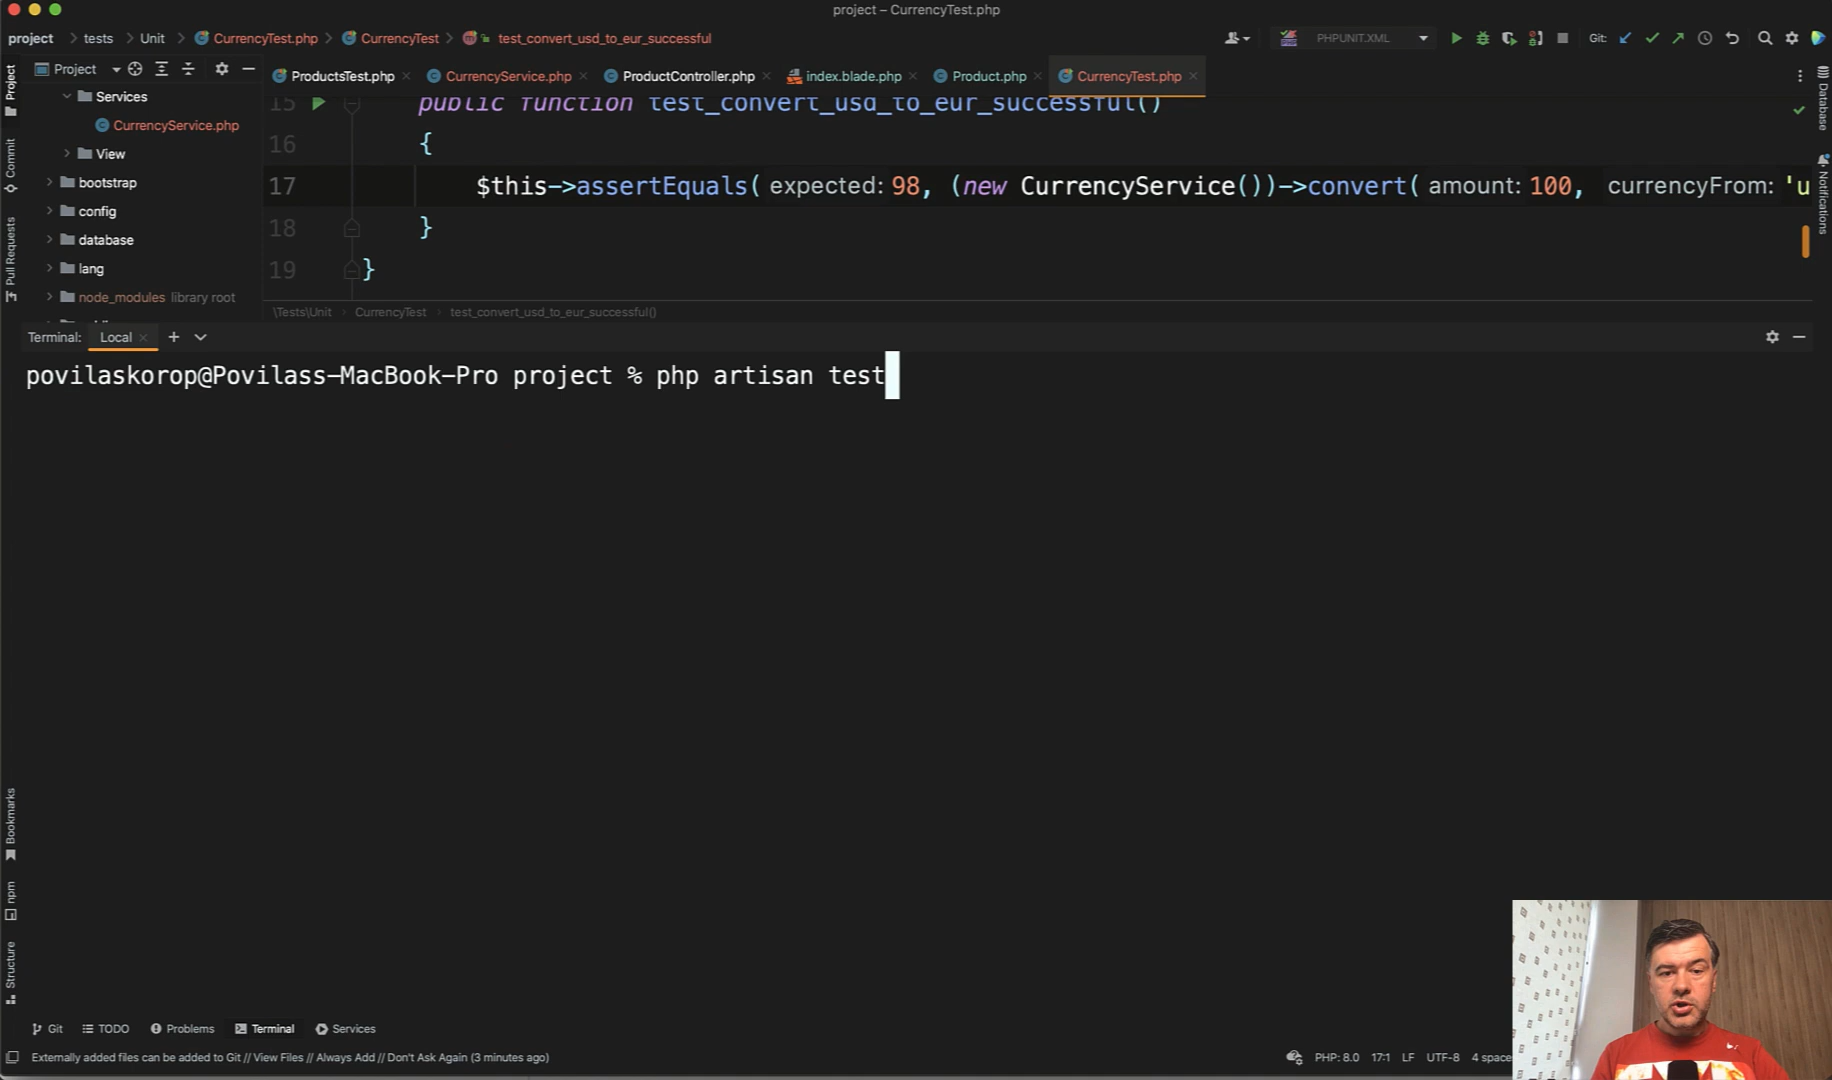 project – CurrencyTest.php
project > tests > Unit > CurrencyTest.php > CurrencyTest > test_convert_usd_to_eur_successful
PHPUNIT.XML
Git:
Project
ProductsTest.php
CurrencyService.php
ProductController.php
index.blade.php
Product.php
CurrencyTest.php
Project
Commit
Pull Requests
Services
CurrencyService.php
View
bootstrap
config
database
lang
node_modules library root
15 public function test_convert_usd_to_eur_successful()
16 {
17 $this->assertEquals( expected: 98, (new CurrencyService())->convert( amount: 100, currencyFrom: 'u
18 }
19 }
Database
Notifications
\Tests\Unit > CurrencyTest > test_convert_usd_to_eur_successful()
Terminal: Local
povilaskorop@Povilass-MacBook-Pro project % php artisan test
Bookmarks
npm
Structure
Git TODO Problems Terminal Services
Externally added files can be added to Git // View Files // Always Add // Don't Ask Again (3 minutes ago)
PHP: 8.0 17:1 LF UTF-8 4 space